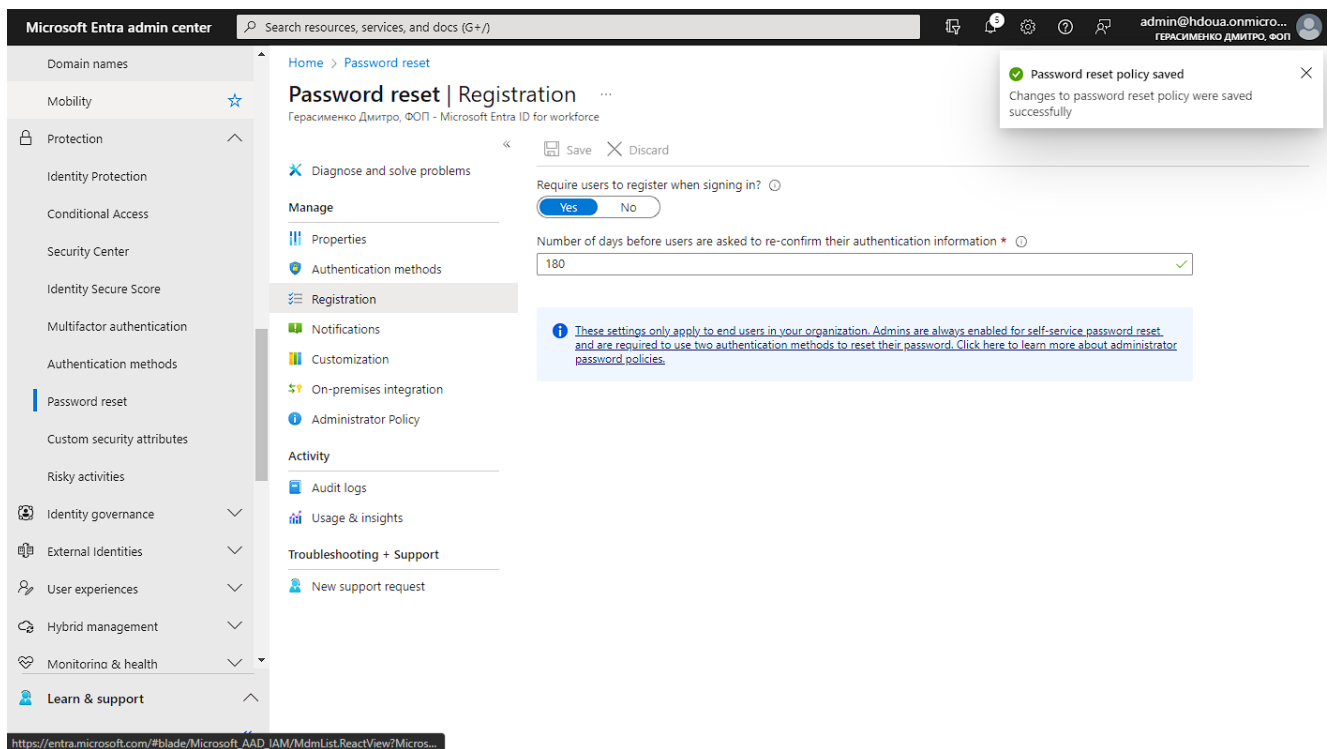 Microsoft Entra admin center
Search resources, services, and docs (G+/)
5
admin@hdoua.onmicro...
ГЕРАСИМЕНКО ДМИТРО, ФОП
Domain names
Mobility
Protection
Identity Protection
Conditional Access
Security Center
Identity Secure Score
Multifactor authentication
Authentication methods
Password reset
Custom security attributes
Risky activities
Identity governance
External Identities
User experiences
Hybrid management
Monitoring & health
Learn & support
https://entra.microsoft.com/#blade/Microsoft_AAD_IAM/MdmList.ReactView?Micros...
Home > Password reset
Password reset | Registration ...
Герасименко Дмитро, ФОП - Microsoft Entra ID for workforce
Diagnose and solve problems
Manage
Properties
Authentication methods
Registration
Notifications
Customization
On-premises integration
Administrator Policy
Activity
Audit logs
Usage & insights
Troubleshooting + Support
New support request
Save
Discard
Require users to register when signing in?
Yes
No
Number of days before users are asked to re-confirm their authentication information *
180
These settings only apply to end users in your organization. Admins are always enabled for self-service password reset
and are required to use two authentication methods to reset their password. Click here to learn more about administrator
password policies.
Password reset policy saved
Changes to password reset policy were saved
successfully